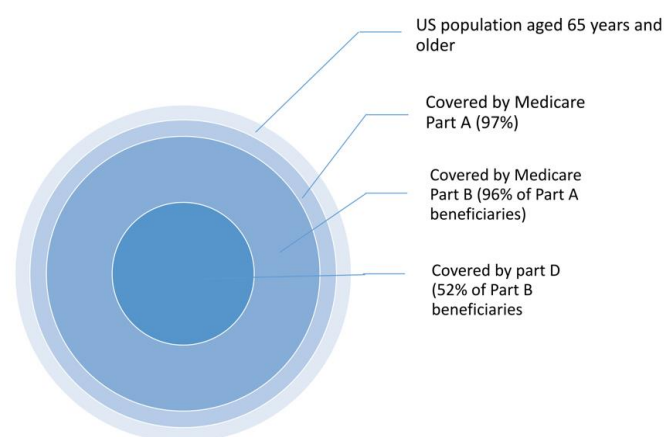 US population aged 65 years and
older
Covered by Medicare
Part A (97%)
Covered by Medicare
Part B (96% of Part A
beneficiaries)
Covered by part D
(52% of Part B
beneficiaries